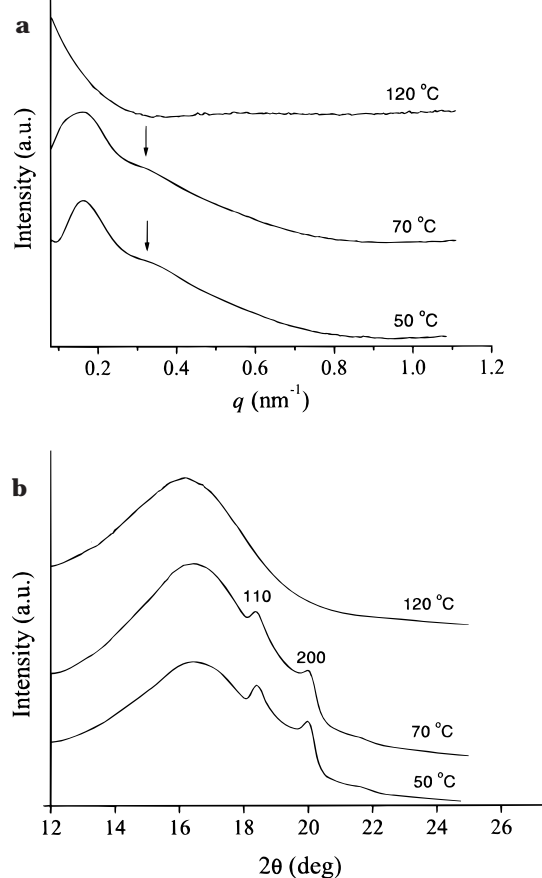 a
Intensity (a.u.)
120 °C
70 °C
50 °C
0.2 0.4 0.6 0.8 1.0 1.2
q (nm⁻¹)
b
Intensity (a.u.)
110
200
120 °C
70 °C
50 °C
12 14 16 18 20 22 24 26
2θ (deg)